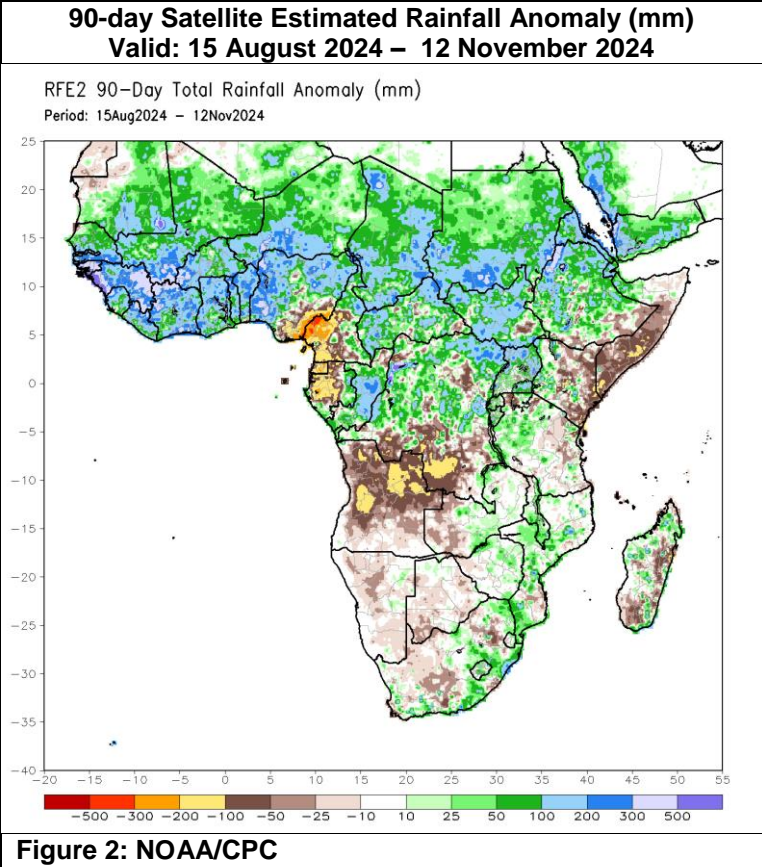 90-day Satellite Estimated Rainfall Anomaly (mm)
Valid: 15 August 2024 – 12 November 2024
RFE2 90-Day Total Rainfall Anomaly (mm)
Period: 15Aug2024 - 12Nov2024
25
20
15
10
5
0
-5
-10
-15
-20
-25
-30
-35
-40
-20 -15 -10 -5 0 5 10 15 20 25 30 35 40 45 50 55
-500 -300 -200 -100 -50 -25 -10 10 25 50 100 200 300 500
Figure 2: NOAA/CPC